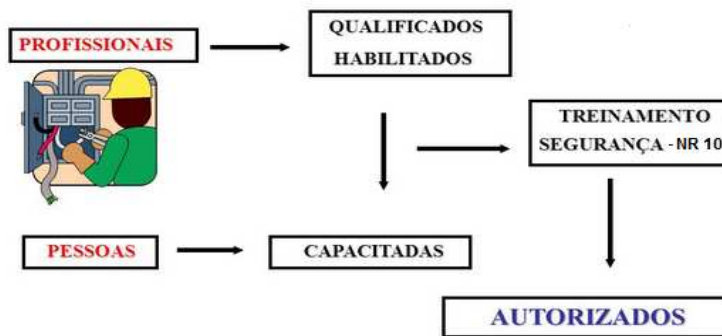 PROFISSIONAIS
QUALIFICADOS
HABILITADOS
TREINAMENTO
SEGURANÇA - NR 10
PESSOAS
CAPACITADAS
AUTORIZADOS